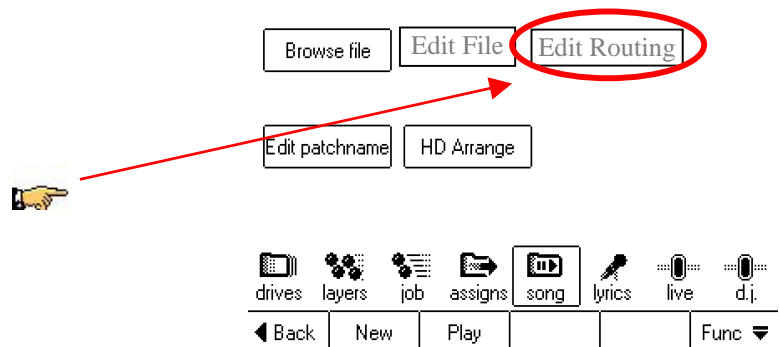 Browse file Edit File Edit Routing
Edit patchname HD Arrange
drives layers job assigns song lyrics live d.j.
Back New Play Func